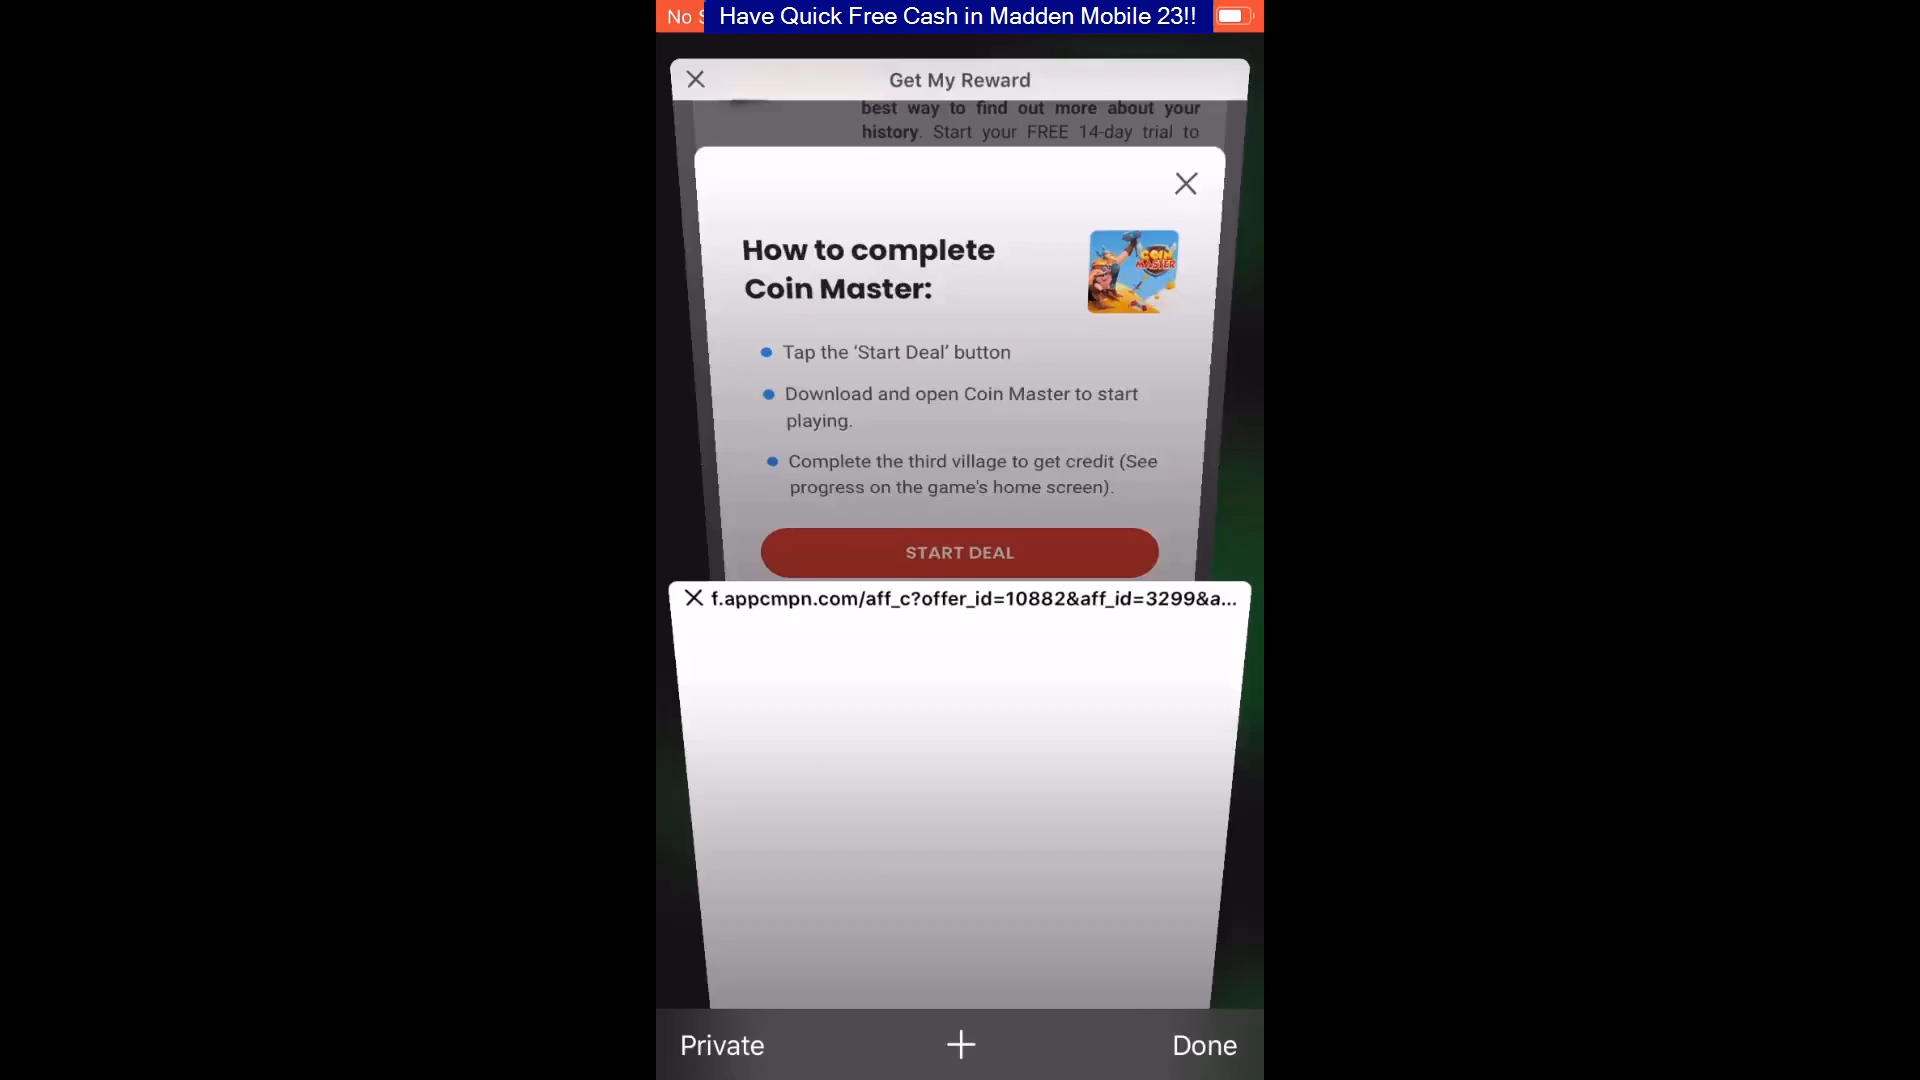 No
Have Quick Free Cash in Madden Mobile 23!!
Get My Reward
best way to find out more about your
history. Start your FREE 14-day trial to
How to complete
Coin Master:
COIN
MASTER
Tap the ‘Start Deal’ button
Download and open Coin Master to start
playing.
Complete the third village to get credit (See
progress on the game's home screen).
START DEAL
f.appcmpn.com/aff_c?offer_id=10882&aff_id=3299&a...
Private
Done